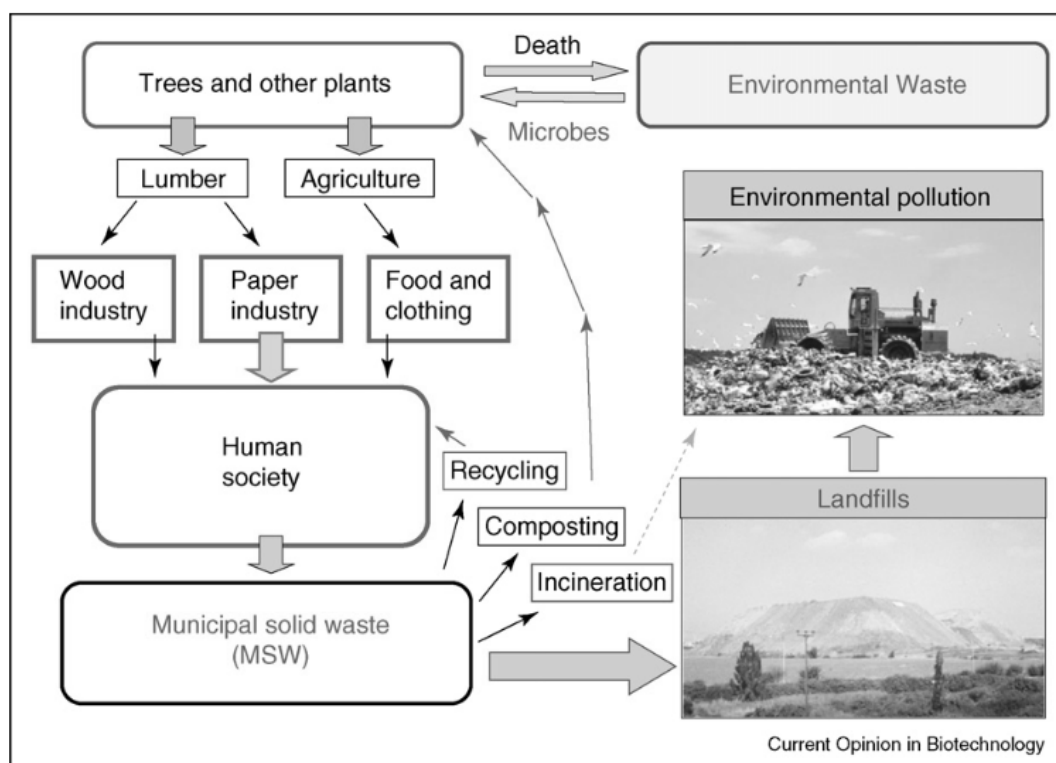 Death
Trees and other plants
Environmental Waste
Microbes
Lumber
Agriculture
Environmental pollution
Wood
industry
Paper
industry
Food and
clothing
Human
society
Recycling
Landfills
Composting
Incineration
Municipal solid waste
(MSW)
Current Opinion in Biotechnology